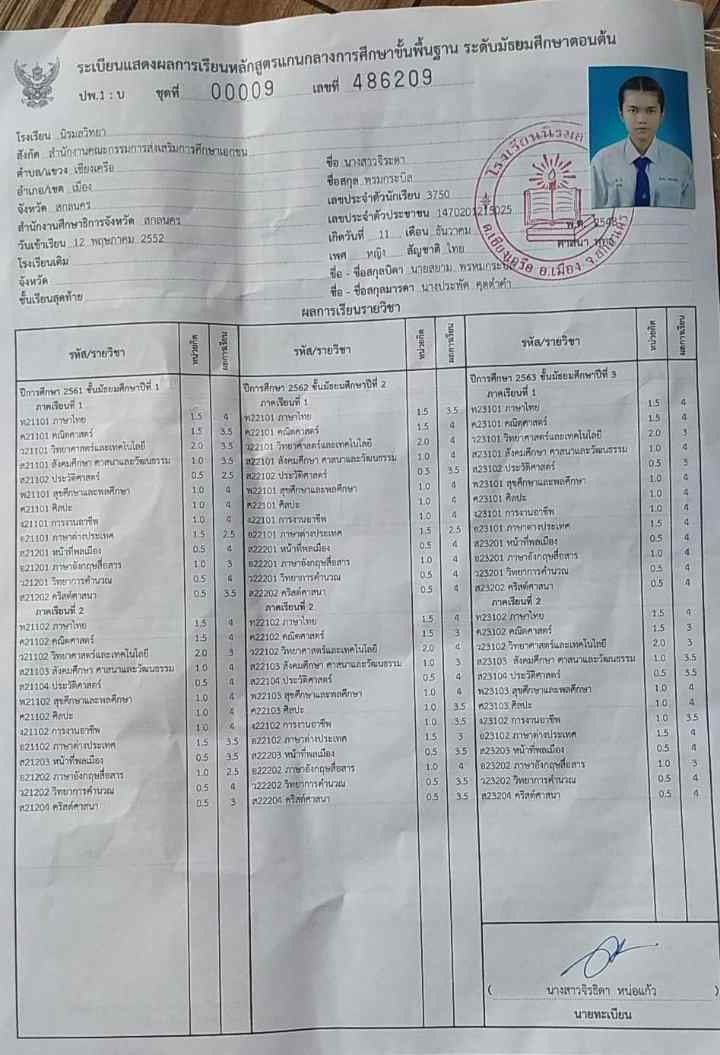 ระเบียนแสดงผลการเรียนหลักสูตรแกนกลางการศึกษาขั้นพื้นฐาน ระดับมัธยมศึกษาตอนต้น
ปพ.1 : บ ชุดที่ 00009 เลขที่ 486209
โรงเรียน นิรมลวิทยา
สังกัด สำนักงานคณะกรรมการส่งเสริมการศึกษาเอกชน
ตำบล/แขวง เชียงเครือ
อำเภอ/เขต เมือง
จังหวัด สกลนคร
สำนักงานศึกษาธิการจังหวัด สกลนคร
วันเข้าเรียน 12 พฤษภาคม 2552
โรงเรียนเดิม
จังหวัด
ชั้นเรียนสุดท้าย
ชื่อ นางสาวจิระดา
ชื่อสกุล พรมกระบิล
เลขประจำตัวนักเรียน 3750
เลขประจำตัวประชาชน 1470201215025
เกิดวันที่ 11 เดือน ธันวาคม พ.ศ.
เพศ หญิง สัญชาติ ไทย ศาสนา
ชื่อ - ชื่อสกุลบิดา นายสยาม
ชื่อ - ชื่อสกุลมารดา นางประพัด คุดดำคำ
ต.เชียงเครือ อ.เมือง จ.สกลนคร
ผลการเรียนรายวิชา
รหัส/รายวิชา หน่วยกิต ผลการเรียน
ปีการศึกษา 2561 ชั้นมัธยมศึกษาปีที่ 1
ภาคเรียนที่ 1
ท21101 ภาษาไทย 1.5 4
ค21101 คณิตศาสตร์ 1.5 3.5
ว21101 วิทยาศาสตร์และเทคโนโลยี 2.0 3.5
ส21101 สังคมศึกษา ศาสนาและวัฒนธรรม 1.0 3.5
ส21102 ประวัติศาสตร์ 0.5 2.5
พ21101 สุขศึกษาและพลศึกษา 1.0 4
ศ21101 ศิลปะ 1.0 4
ง21101 การงานอาชีพ 1.0 4
อ21101 ภาษาต่างประเทศ 1.5 2.5
ส21201 หน้าที่พลเมือง 0.5 4
อ21201 ภาษาอังกฤษสื่อสาร 1.0 3
ว21201 วิทยาการคำนวณ 0.5 4
ส21202 คริสต์ศาสนา 0.5 3.5
ภาคเรียนที่ 2
ท21102 ภาษาไทย 1.5 4
ค21102 คณิตศาสตร์ 1.5 4
ว21102 วิทยาศาสตร์และเทคโนโลยี 2.0 3
ส21103 สังคมศึกษา ศาสนาและวัฒนธรรม 1.0 4
ส21104 ประวัติศาสตร์ 0.5 4
พ21102 สุขศึกษาและพลศึกษา 1.0 4
ศ21102 ศิลปะ 1.0 4
ง21102 การงานอาชีพ 1.0 4
อ21102 ภาษาต่างประเทศ 1.5 3.5
ส21203 หน้าที่พลเมือง 0.5 3.5
อ21202 ภาษาอังกฤษสื่อสาร 1.0 2.5
ว21202 วิทยาการคำนวณ 0.5 4
ส21204 คริสต์ศาสนา 0.5 3
รหัส/รายวิชา หน่วยกิต ผลการเรียน
ปีการศึกษา 2562 ชั้นมัธยมศึกษาปีที่ 2
ภาคเรียนที่ 1
ท22101 ภาษาไทย 1.5 3.5
ค22101 คณิตศาสตร์ 1.5 4
ว22101 วิทยาศาสตร์และเทคโนโลยี 2.0 4
ส22101 สังคมศึกษา ศาสนาและวัฒนธรรม 1.0 4
ส22102 ประวัติศาสตร์ 0.5 3.5
พ22101 สุขศึกษาและพลศึกษา 1.0 4
ศ22101 ศิลปะ 1.0 4
ง22101 การงานอาชีพ 1.0 4
อ22101 ภาษาต่างประเทศ 1.5 2.5
ส22201 หน้าที่พลเมือง 0.5 4
อ22201 ภาษาอังกฤษสื่อสาร 1.0 4
ว22201 วิทยาการคำนวณ 0.5 4
ส22202 คริสต์ศาสนา 0.5 4
ภาคเรียนที่ 2
ท22102 ภาษาไทย 1.5 4
ค22102 คณิตศาสตร์ 1.5 3
ว22102 วิทยาศาสตร์และเทคโนโลยี 2.0 4
ส22103 สังคมศึกษา ศาสนาและวัฒนธรรม 1.0 3
ส22104 ประวัติศาสตร์ 0.5 4
พ22103 สุขศึกษาและพลศึกษา 1.0 4
ศ22103 ศิลปะ 1.0 3.5
ง22102 การงานอาชีพ 1.0 3.5
อ22102 ภาษาต่างประเทศ 1.5 3
ส22203 หน้าที่พลเมือง 0.5 3.5
อ22202 ภาษาอังกฤษสื่อสาร 1.0 4
ว22202 วิทยาการคำนวณ 0.5 3.5
ส22204 คริสต์ศาสนา 0.5 3.5
รหัส/รายวิชา หน่วยกิต ผลการเรียน
ปีการศึกษา 2563 ชั้นมัธยมศึกษาปีที่ 3
ภาคเรียนที่ 1
ท23101 ภาษาไทย 1.5 4
ค23101 คณิตศาสตร์ 1.5 4
ว23101 วิทยาศาสตร์และเทคโนโลยี 2.0 3
ส23101 สังคมศึกษา ศาสนาและวัฒนธรรม 1.0 4
ส23102 ประวัติศาสตร์ 0.5 3
พ23101 สุขศึกษาและพลศึกษา 1.0 4
ศ23101 ศิลปะ 1.0 4
ง23101 การงานอาชีพ 1.0 4
อ23101 ภาษาต่างประเทศ 1.5 4
ส23201 หน้าที่พลเมือง 0.5 4
อ23201 ภาษาอังกฤษสื่อสาร 1.0 4
ว23201 วิทยาการคำนวณ 0.5 4
ส23202 คริสต์ศาสนา 0.5 4
ภาคเรียนที่ 2
ท23102 ภาษาไทย 1.5 4
ค23102 คณิตศาสตร์ 1.5 3
ว23102 วิทยาศาสตร์และเทคโนโลยี 2.0 3
ส23103 สังคมศึกษา ศาสนาและวัฒนธรรม 1.0 3.5
ส23104 ประวัติศาสตร์ 0.5 3.5
พ23103 สุขศึกษาและพลศึกษา 1.0 4
ศ23103 ศิลปะ 1.0 4
ง23102 การงานอาชีพ 1.0 3.5
อ23102 ภาษาต่างประเทศ 1.5 4
ส23203 หน้าที่พลเมือง 0.5 4
อ23202 ภาษาอังกฤษสื่อสาร 1.0 3
ว23202 วิทยาการคำนวณ 0.5 4
ส23204 คริสต์ศาสนา 0.5 4
( นางสาวจิรธิดา หน่อแก้ว )
นายทะเบียน